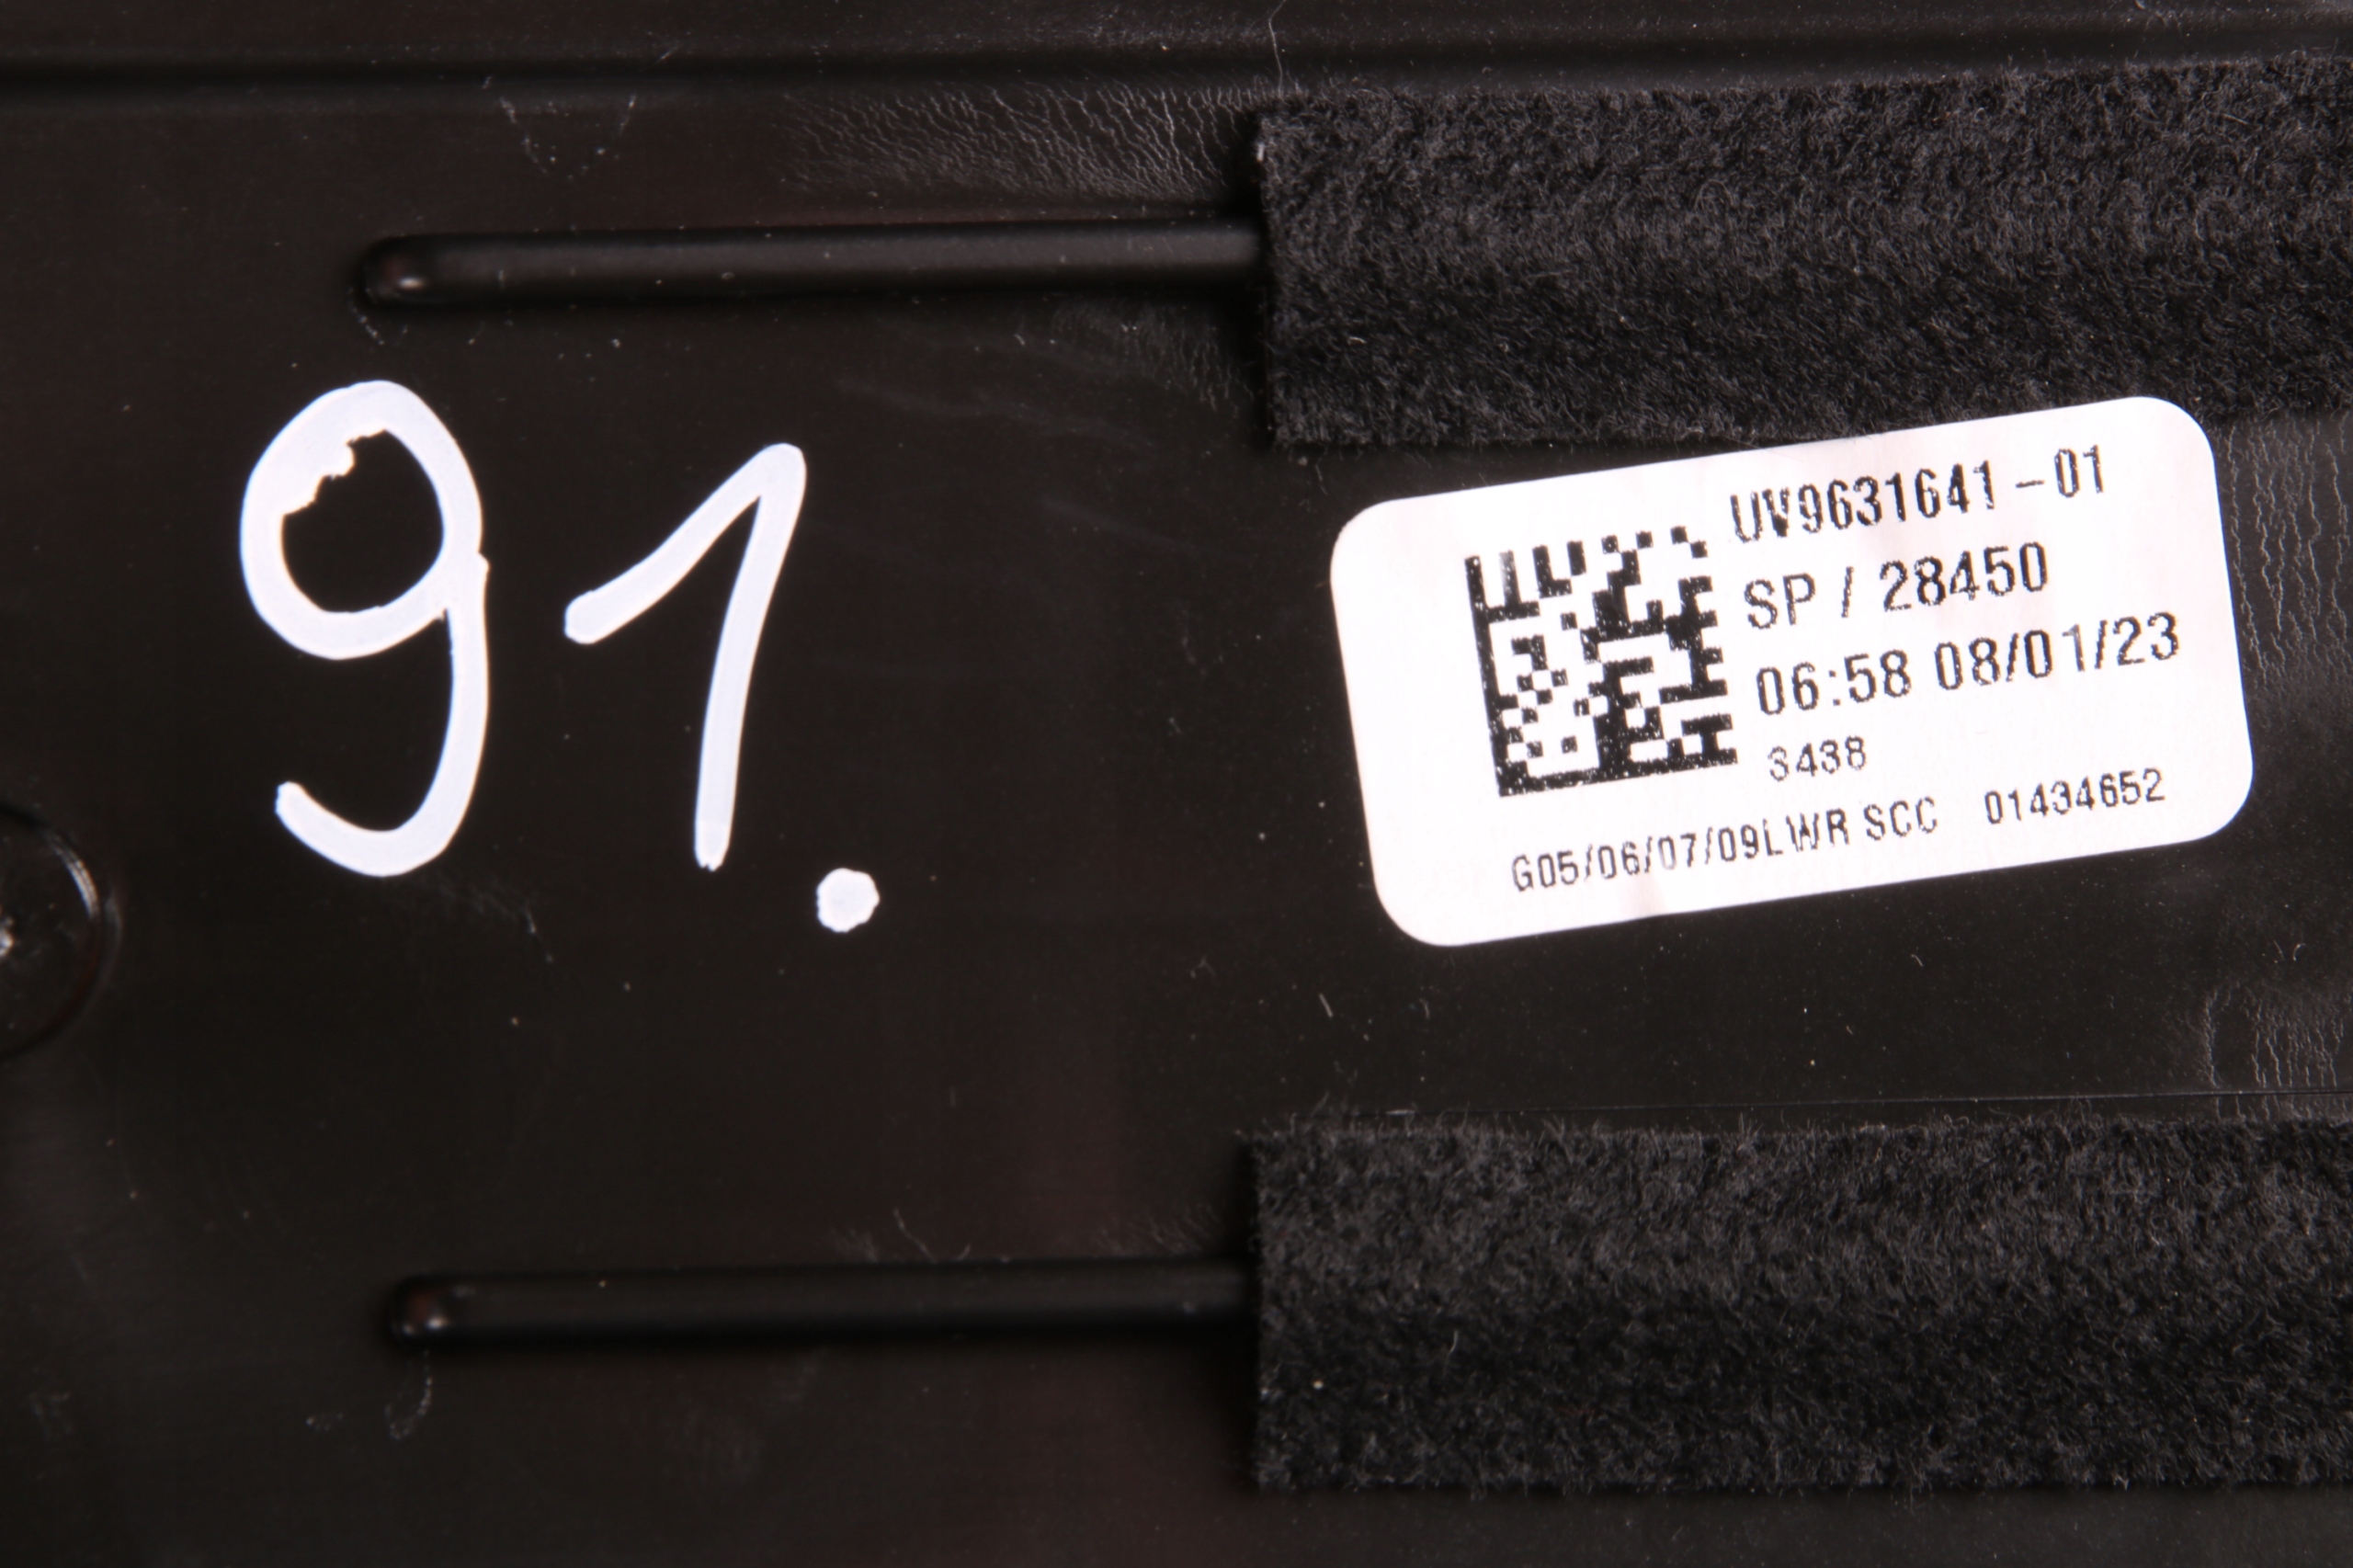 91.
UV9631641-01
SP / 28450
06:58 08/01/23
3438
G05/06/07/09LWR SCC 01434652